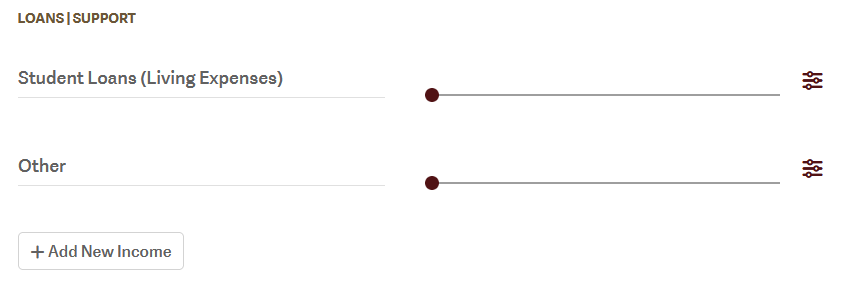 LOANS | SUPPORT
Student Loans (Living Expenses)
Other
+ Add New Income